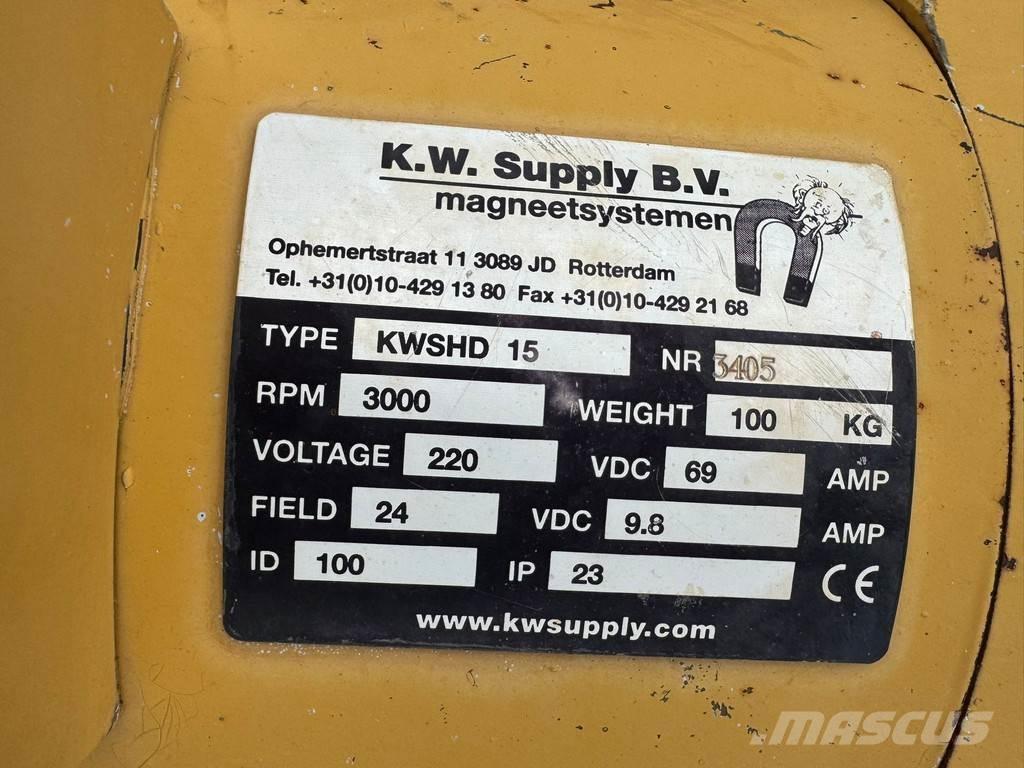 K.W. Supply B.V.
magneetsystemen
Ophemertstraat 11 3089 JD Rotterdam
Tel. +31(0)10-429 13 80 Fax +31(0)10-429 21 68
TYPE KWSHD 15 NR 3405
RPM 3000 WEIGHT 100 KG
VOLTAGE 220 VDC 69 AMP
FIELD 24 VDC 9.8 AMP
ID 100 IP 23 CE
www.kwsupply.com
MASCUS